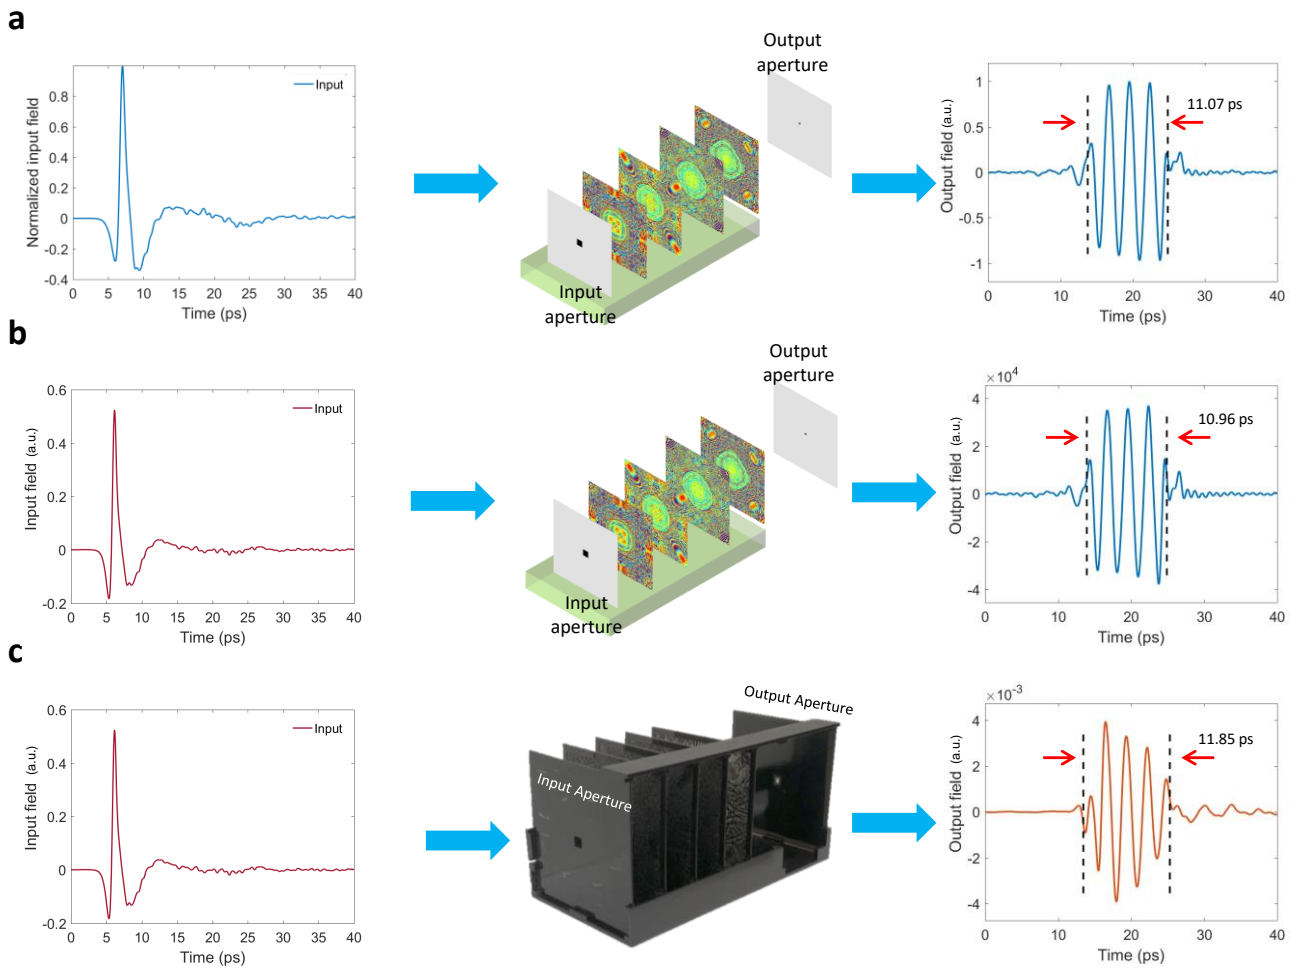 a
Normalized input field
0.8
0.6
0.4
0.2
0
-0.2
-0.4
0 5 10 15 20 25 30 35 40
Time (ps)
Input
Output
aperture
Input
aperture
Output field (a.u.)
1
0.5
0
-0.5
-1
0 10 20 30 40
Time (ps)
11.07 ps
b
Input field (a.u.)
0.6
0.4
0.2
0
-0.2
0 5 10 15 20 25 30 35 40
Time (ps)
Input
Output
aperture
Input
aperture
×10⁴
Output field (a.u.)
4
2
0
-2
-4
0 10 20 30 40
Time (ps)
10.96 ps
c
Input field (a.u.)
0.6
0.4
0.2
0
-0.2
0 5 10 15 20 25 30 35 40
Time (ps)
Input
Output Aperture
Input Aperture
×10⁻³
Output field (a.u.)
4
2
0
-2
-4
0 10 20 30 40
Time (ps)
11.85 ps